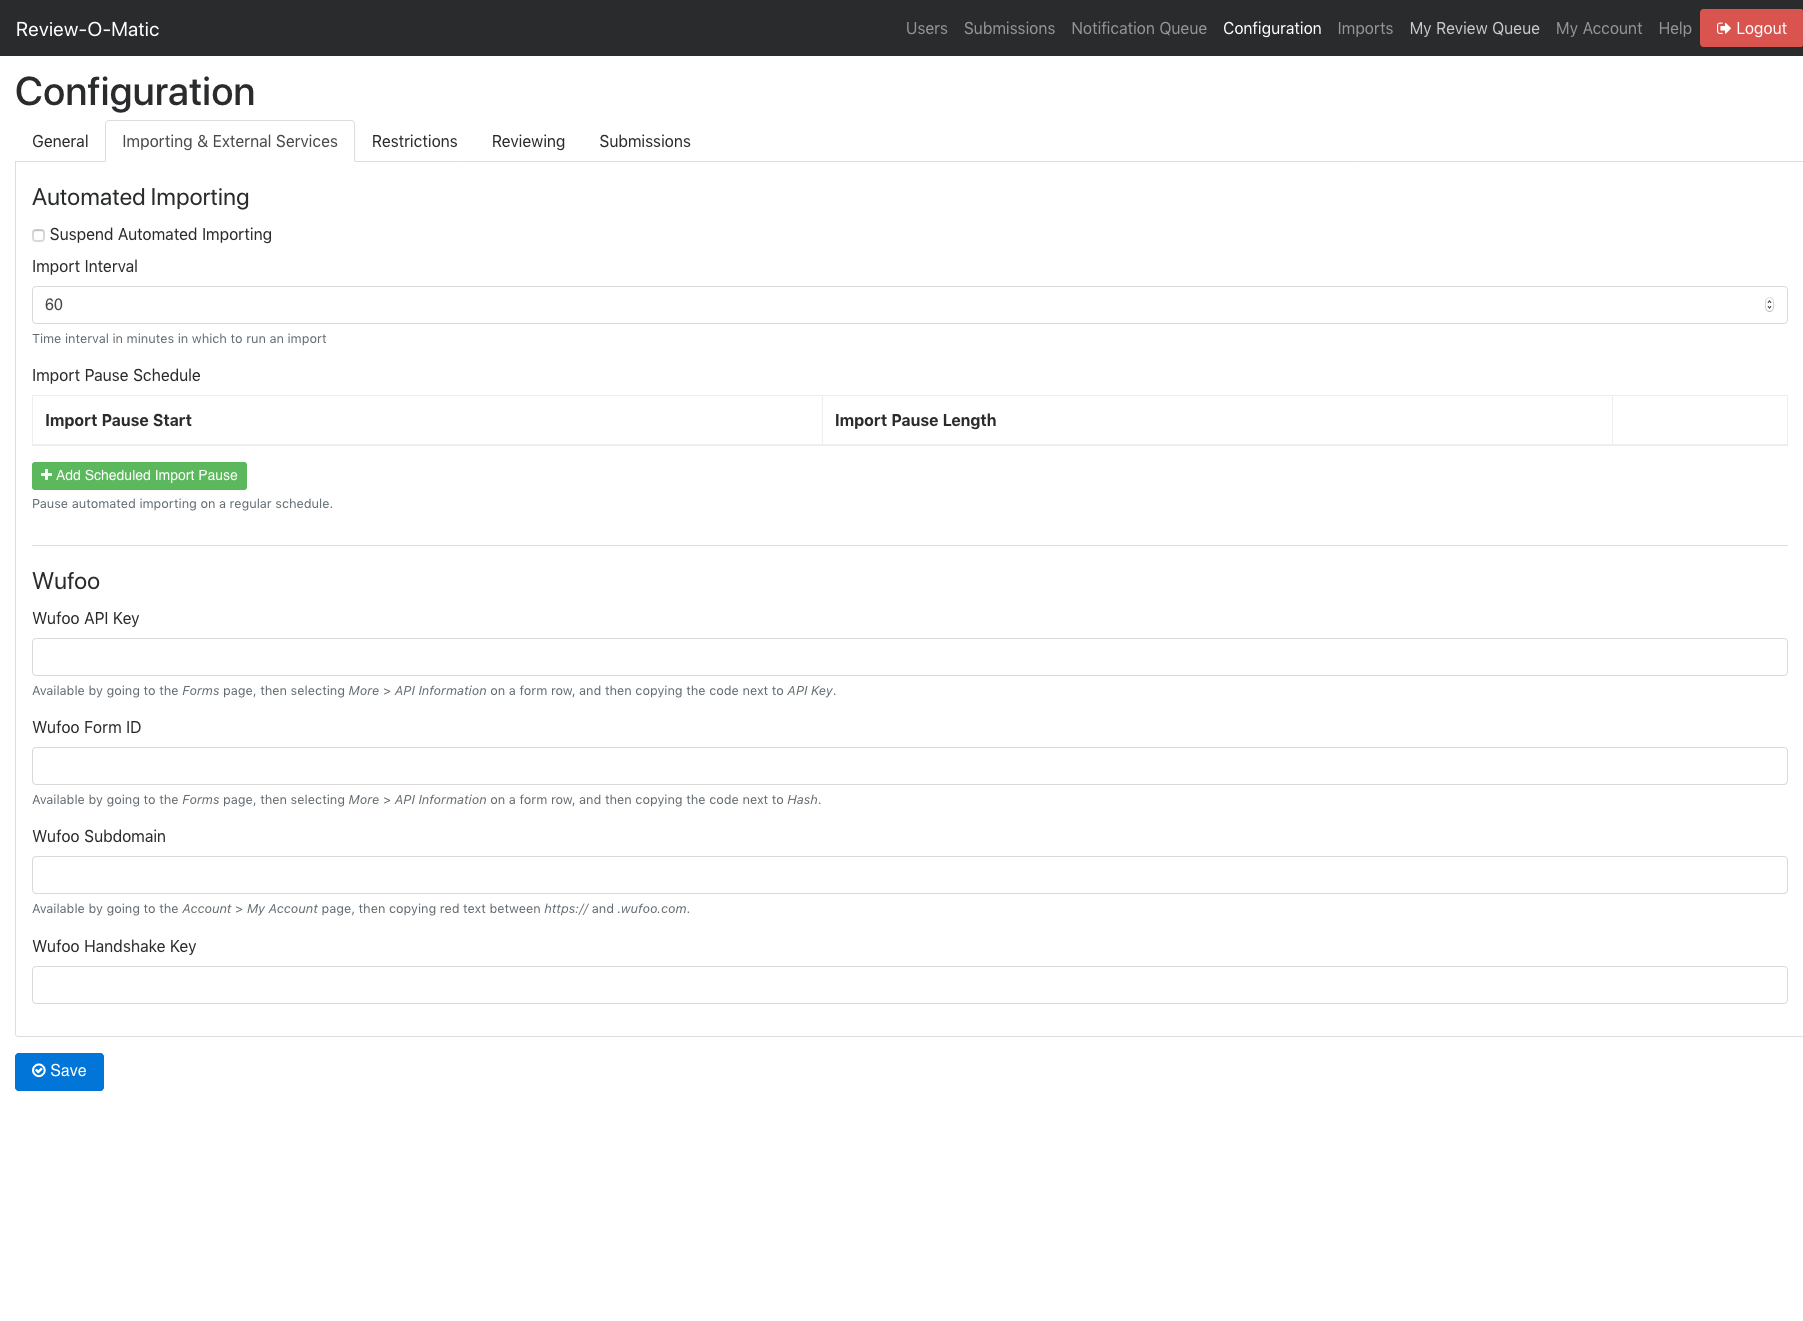 Review-O-Matic
Users Submissions Notification Queue Configuration Imports My Review Queue My Account Help Logout
Configuration
General Importing & External Services Restrictions Reviewing Submissions
Automated Importing
Suspend Automated Importing
Import Interval
60
Time interval in minutes in which to run an import
Import Pause Schedule
Import Pause Start Import Pause Length
Add Scheduled Import Pause
Pause automated importing on a regular schedule.
Wufoo
Wufoo API Key
Available by going to the Forms page, then selecting More > API Information on a form row, and then copying the code next to API Key.
Wufoo Form ID
Available by going to the Forms page, then selecting More > API Information on a form row, and then copying the code next to Hash.
Wufoo Subdomain
Available by going to the Account > My Account page, then copying red text between https:// and .wufoo.com.
Wufoo Handshake Key
Save